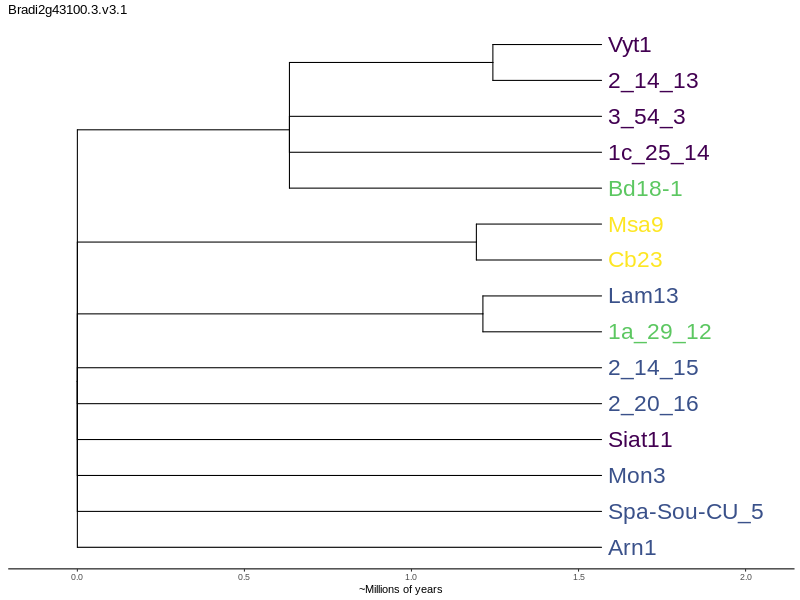 Bradi2g43100.3.v3.1
Vyt1
2_14_13
3_54_3
1c_25_14
Bd18-1
Msa9
Cb23
Lam13
1a_29_12
2_14_15
2_20_16
Siat11
Mon3
Spa-Sou-CU_5
Arn1
0.0 0.5 1.0 1.5 2.0
~Millions of years